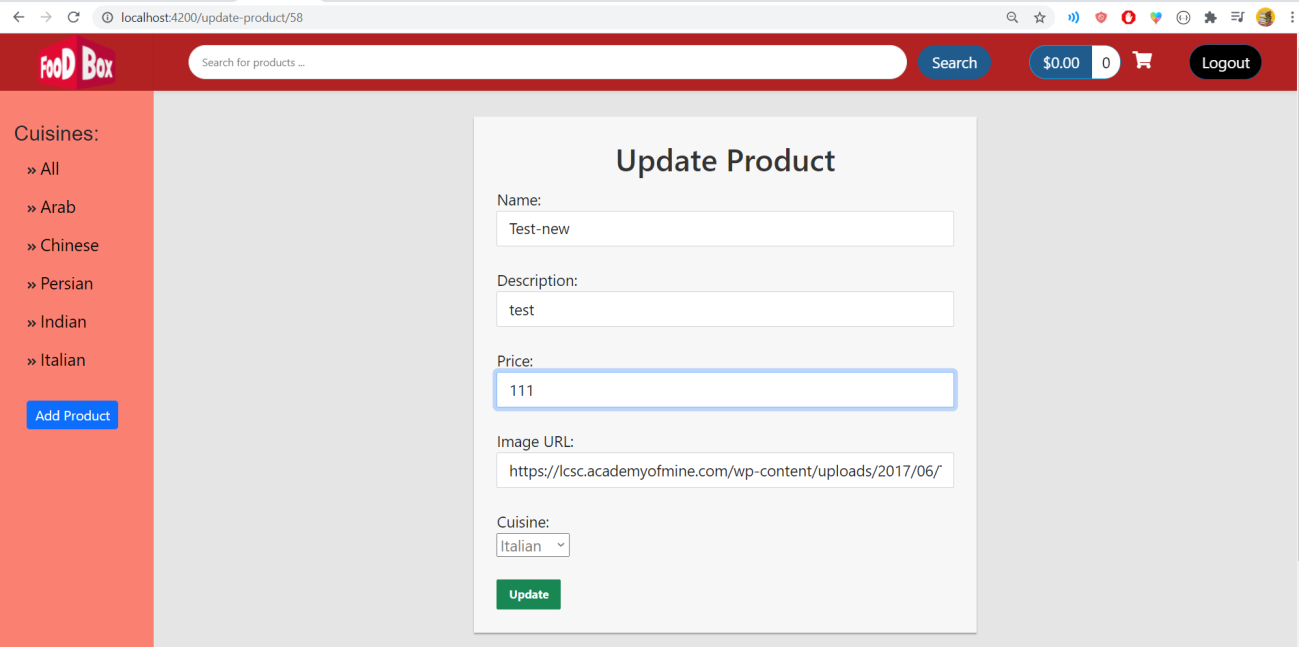 localhost:4200/update-product/58
FooD Box
Search for products ...
Search
$0.00
0
Logout
Cuisines:
» All
» Arab
» Chinese
» Persian
» Indian
» Italian
Add Product
Update Product
Name:
Test-new
Description:
test
Price:
111
Image URL:
https://lcsc.academyofmine.com/wp-content/uploads/2017/06/
Cuisine:
Italian
Update